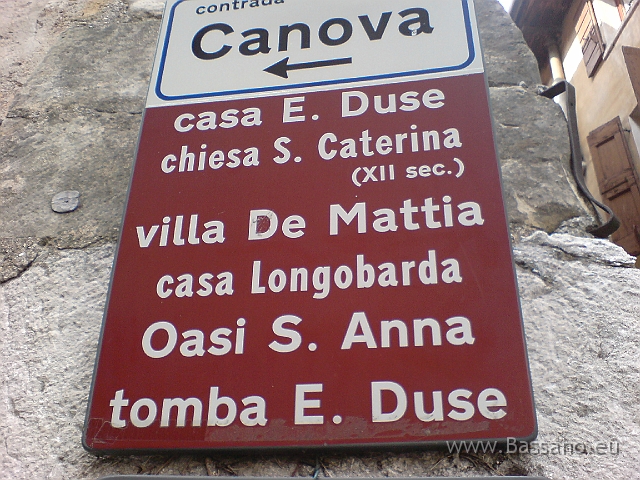 contrada
Canova
casa E. Duse
chiesa S. Caterina
(XII sec.)
villa De Mattia
casa Longobarda
Oasi S. Anna
tomba E. Duse
www.Bassano.eu